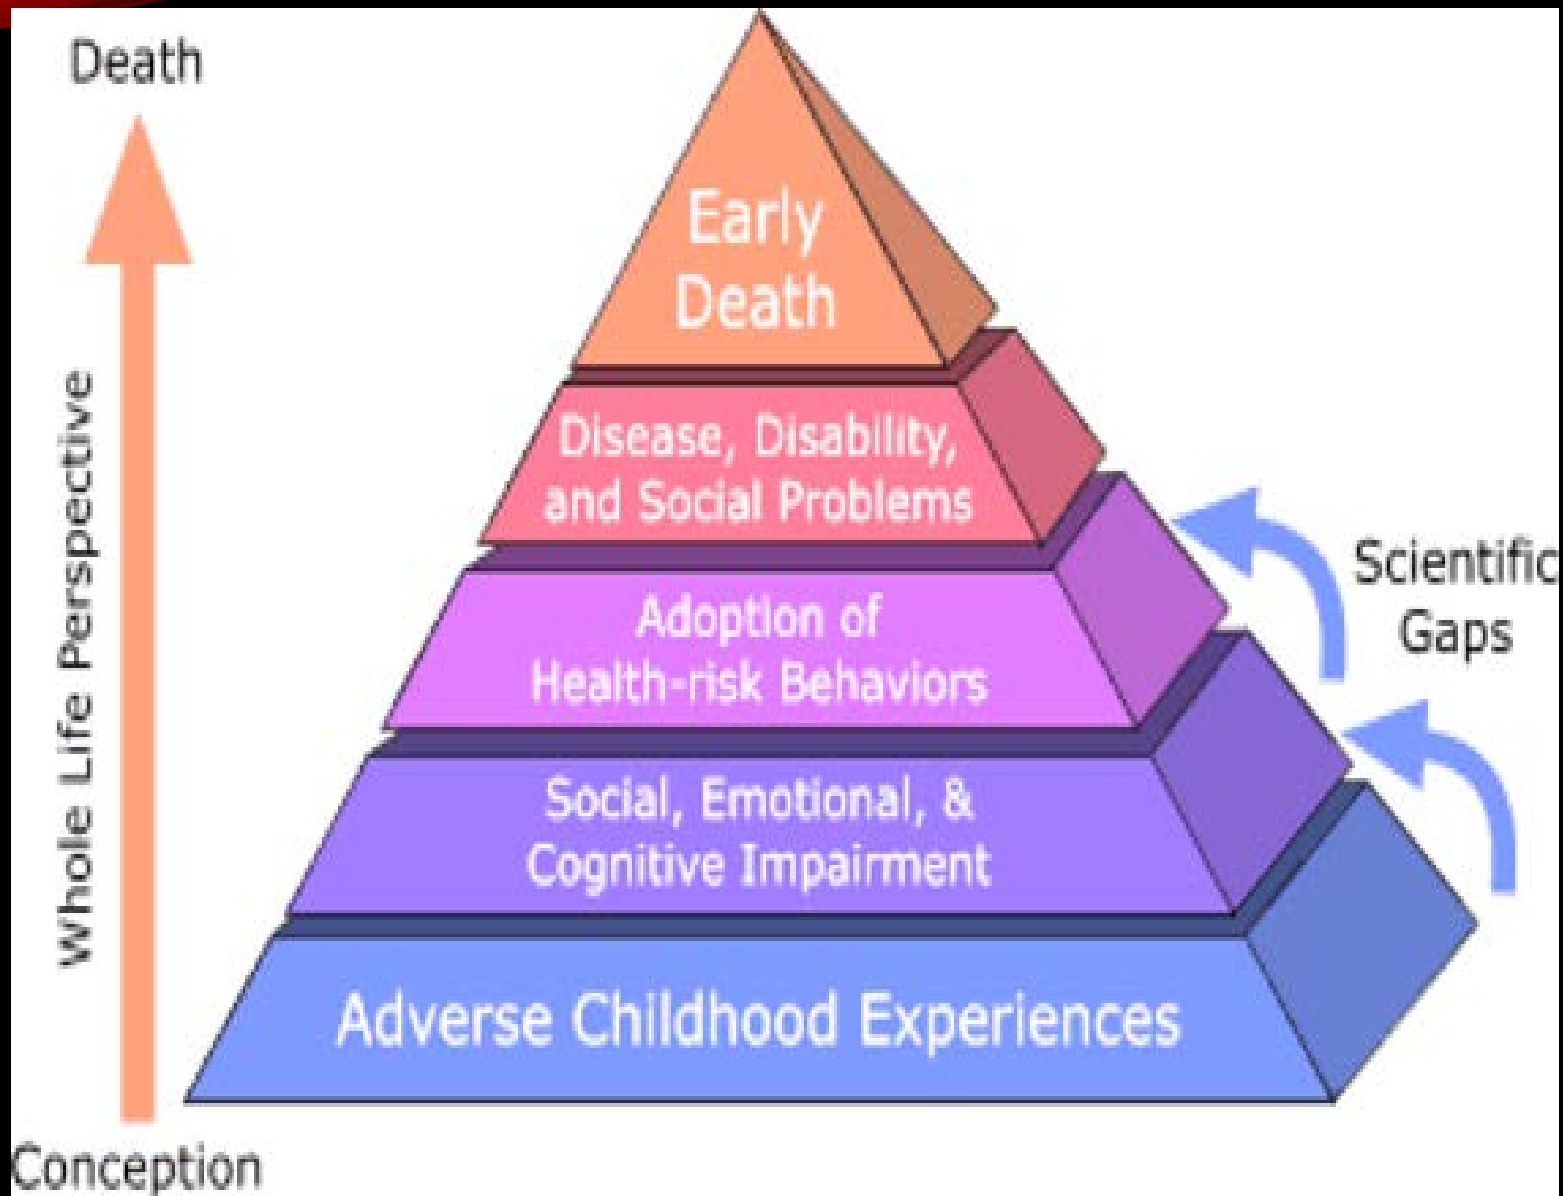 Death
Whole Life Perspective
Conception
Early
Death
Disease, Disability,
and Social Problems
Adoption of
Health-risk Behaviors
Social, Emotional, &
Cognitive Impairment
Adverse Childhood Experiences
Scientific
Gaps